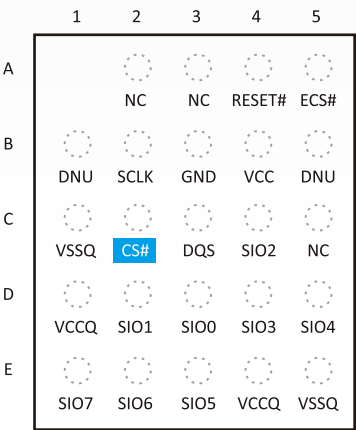 1 2 3 4 5
A
NC NC RESET# ECS#
B
DNU SCLK GND VCC DNU
C
VSSQ CS# DQS SIO2 NC
D
VCCQ SIO1 SIO0 SIO3 SIO4
E
SIO7 SIO6 SIO5 VCCQ VSSQ